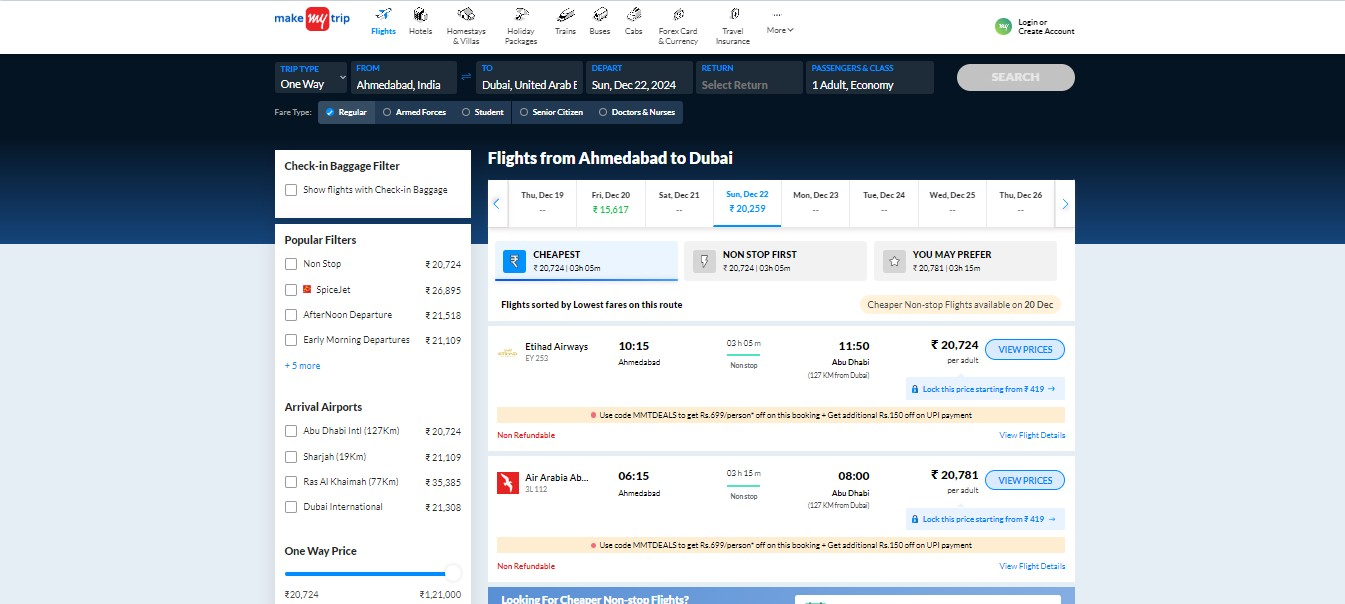 make my trip
Flights
Hotels
Homestays
& Villas
Holiday
Packages
Trains
Buses
Cabs
Forex Card
& Currency
Travel
Insurance
More
my
Login or
Create Account
TRIP TYPE
One Way
FROM
Ahmedabad, India
TO
Dubai, United Arab E
DEPART
Sun, Dec 22, 2024
RETURN
Select Return
PASSENGERS & CLASS
1 Adult, Economy
SEARCH
Fare Type:
Regular
Armed Forces
Student
Senior Citizen
Doctors & Nurses
Check-in Baggage Filter
Show flights with Check-in Baggage
Popular Filters
Non Stop ₹ 20,724
SpiceJet ₹ 26,895
AfterNoon Departure ₹ 21,518
Early Morning Departures ₹ 21,109
+ 5 more
Arrival Airports
Abu Dhabi Intl (127Km) ₹ 20,724
Sharjah (19Km) ₹ 21,109
Ras Al Khaimah (77Km) ₹ 35,385
Dubai International ₹ 21,308
One Way Price
₹20,724 ₹1,21,000
Flights from Ahmedabad to Dubai
Thu, Dec 19
--
Fri, Dec 20
₹ 15,617
Sat, Dec 21
--
Sun, Dec 22
₹ 20,259
Mon, Dec 23
--
Tue, Dec 24
--
Wed, Dec 25
--
Thu, Dec 26
--
₹
CHEAPEST
₹ 20,724 | 03h 05m
NON STOP FIRST
₹ 20,724 | 03h 05m
YOU MAY PREFER
₹ 20,781 | 03h 15m
Flights sorted by Lowest fares on this route
Cheaper Non-stop Flights available on 20 Dec
Etihad Airways
EY 253
10:15
Ahmedabad
03 h 05 m
Non stop
11:50
Abu Dhabi
(127 KM from Dubai)
₹ 20,724
per adult
VIEW PRICES
Lock this price starting from ₹ 419 →
Use code MMTDEALS to get Rs.699/person* off on this booking + Get additional Rs.150 off on UPI payment
Non Refundable
View Flight Details
Air Arabia Ab...
3L 112
06:15
Ahmedabad
03 h 15 m
Non stop
08:00
Abu Dhabi
(127 KM from Dubai)
₹ 20,781
per adult
VIEW PRICES
Lock this price starting from ₹ 419 →
Use code MMTDEALS to get Rs.699/person* off on this booking + Get additional Rs.150 off on UPI payment
Non Refundable
View Flight Details
Looking For Cheaper Non-stop Flights?